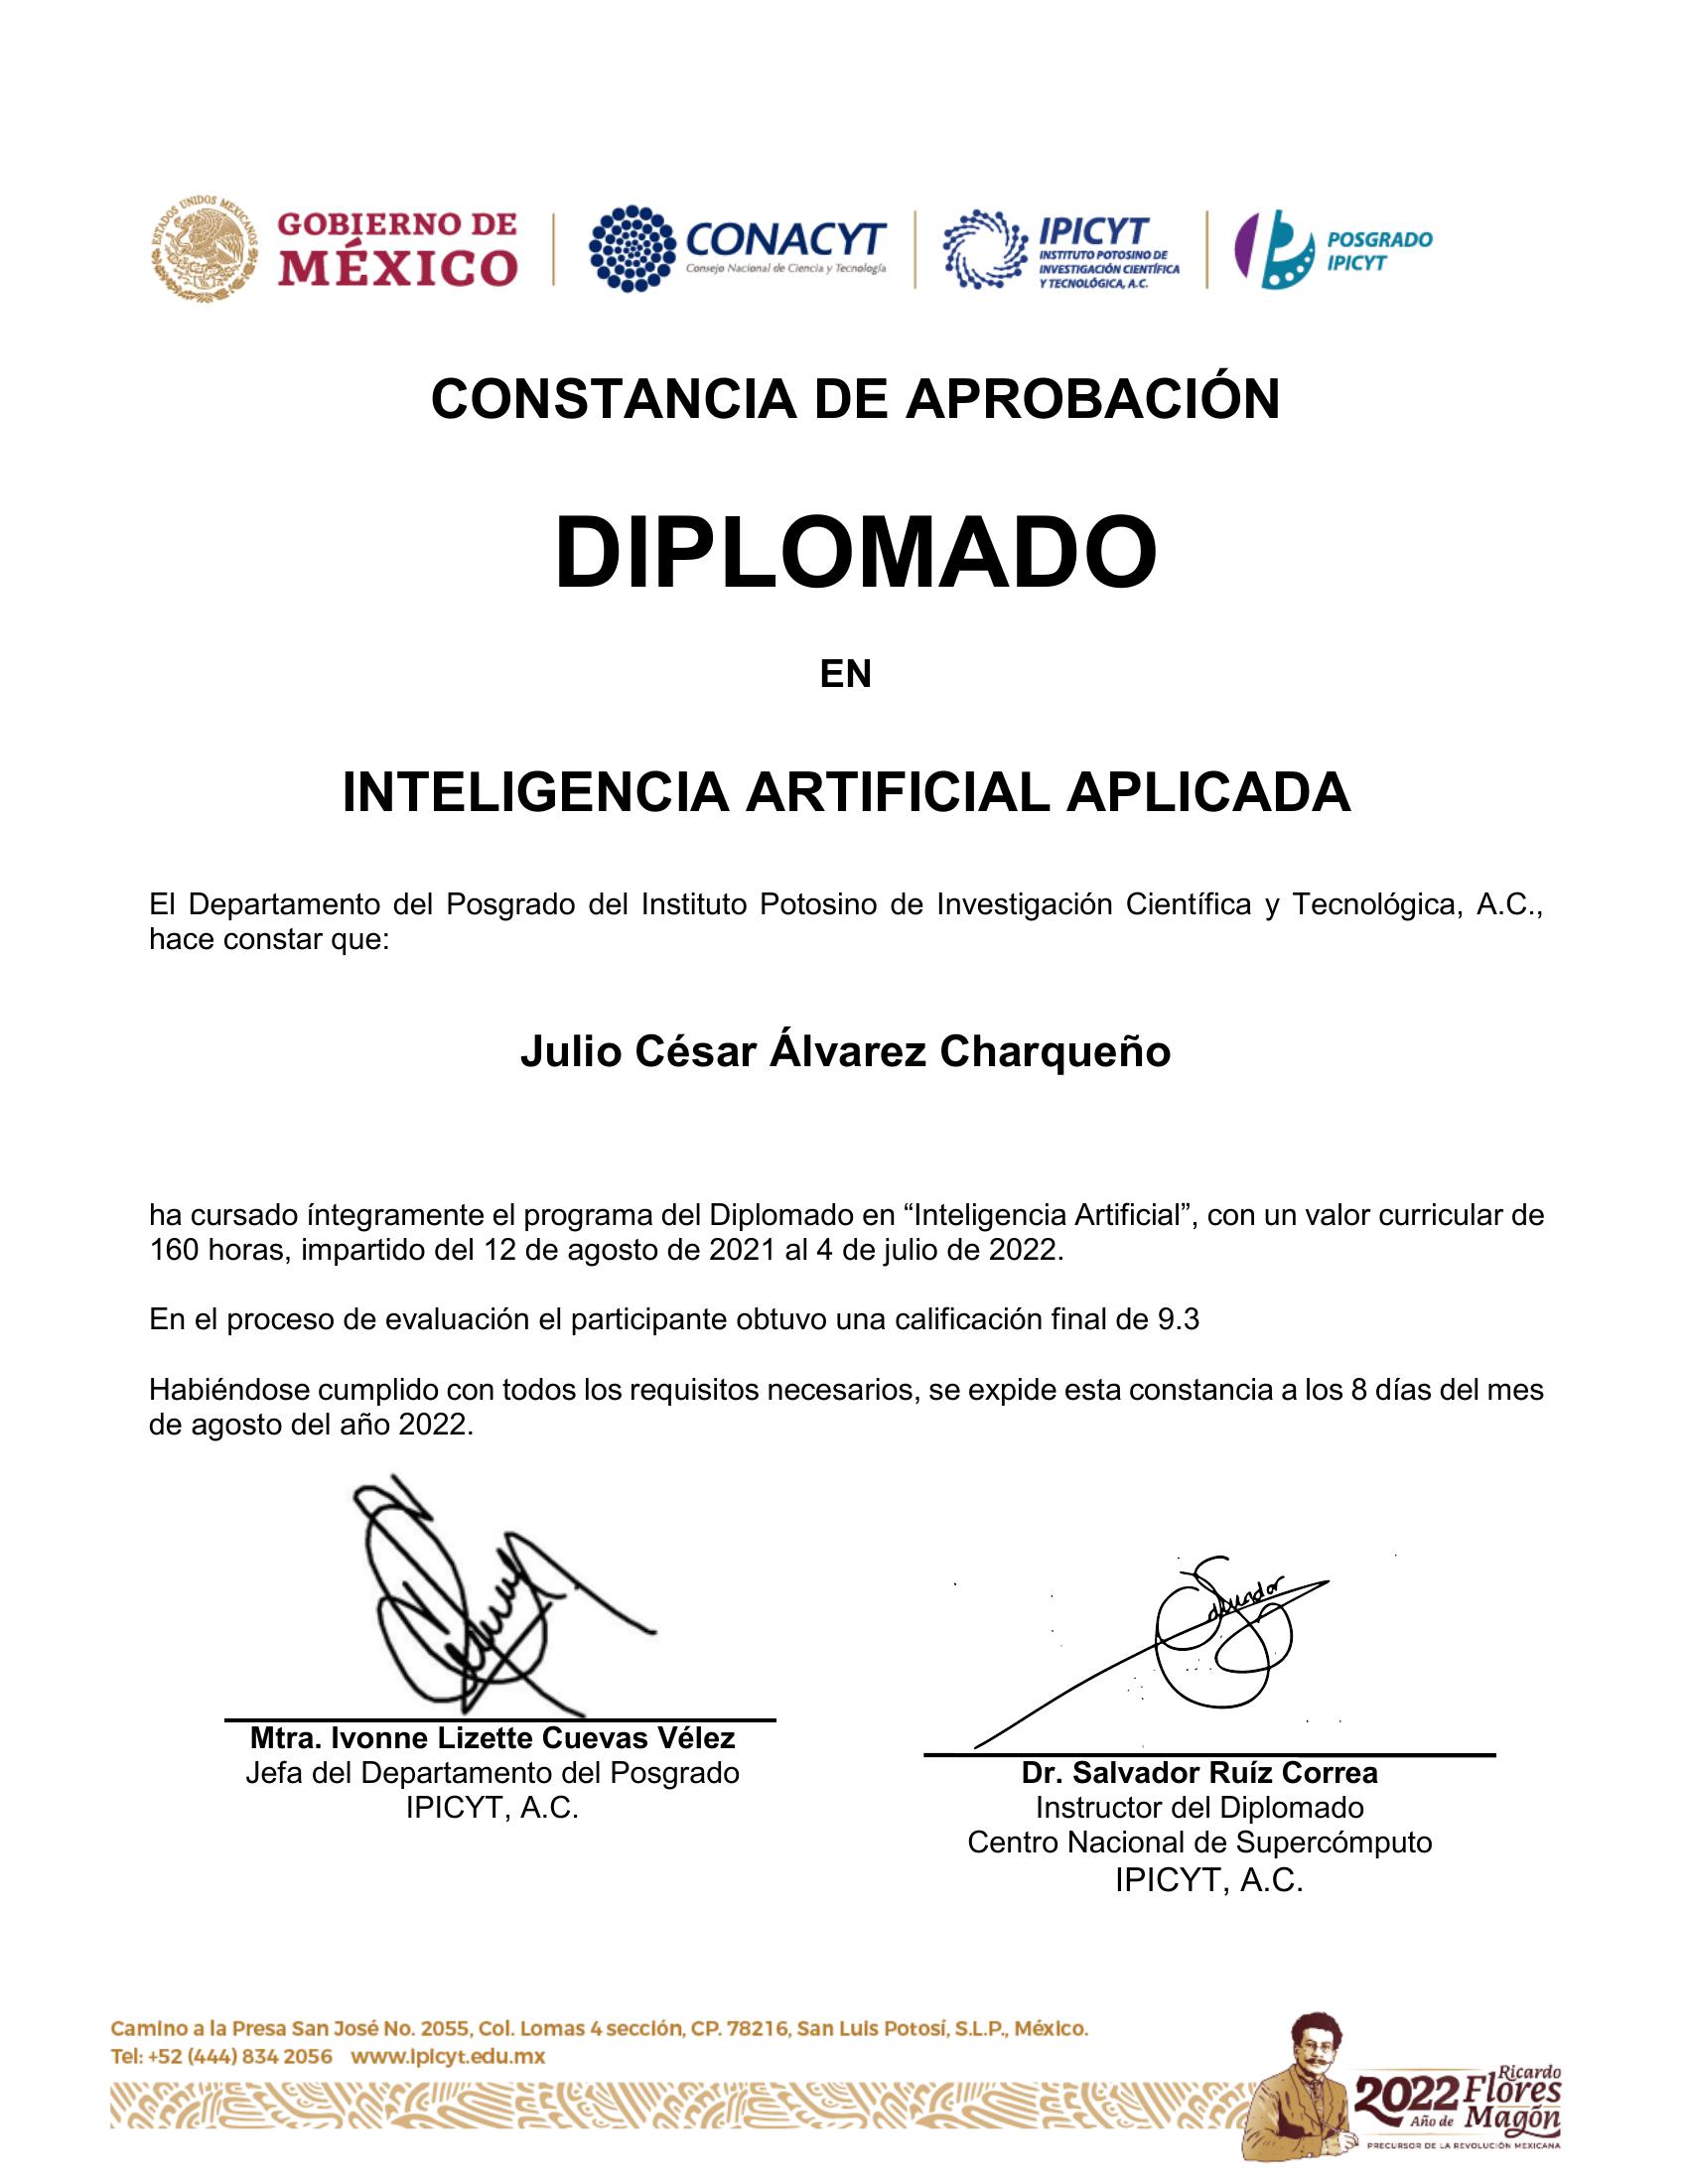 ESTADOS UNIDOS MEXICANOS
GOBIERNO DE
MÉXICO
CONACYT
Consejo Nacional de Ciencia y Tecnología
IPICYT
INSTITUTO POTOSINO DE
INVESTIGACIÓN CIENTÍFICA
Y TECNOLÓGICA, A.C.
POSGRADO
IPICYT
CONSTANCIA DE APROBACIÓN
DIPLOMADO
EN
INTELIGENCIA ARTIFICIAL APLICADA
El Departamento del Posgrado del Instituto Potosino de Investigación Científica y Tecnológica, A.C.,
hace constar que:
Julio César Álvarez Charqueño
ha cursado íntegramente el programa del Diplomado en “Inteligencia Artificial”, con un valor curricular de
160 horas, impartido del 12 de agosto de 2021 al 4 de julio de 2022.
En el proceso de evaluación el participante obtuvo una calificación final de 9.3
Habiéndose cumplido con todos los requisitos necesarios, se expide esta constancia a los 8 días del mes
de agosto del año 2022.
Salvador
Mtra. Ivonne Lizette Cuevas Vélez
Jefa del Departamento del Posgrado
IPICYT, A.C.
Dr. Salvador Ruíz Correa
Instructor del Diplomado
Centro Nacional de Supercómputo
IPICYT, A.C.
Camino a la Presa San José No. 2055, Col. Lomas 4 sección, CP. 78216, San Luis Potosí, S.L.P., México.
Tel: +52 (444) 834 2056 www.ipicyt.edu.mx
2022 Ricardo
Flores
Año de Magón
PRECURSOR DE LA REVOLUCIÓN MEXICANA